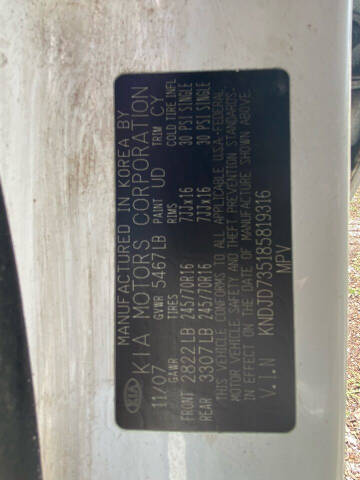 MANUFACTURED IN KOREA BY
KIA
KIA MOTORS CORPORATION
11/07 GVWR 5467LB PAINT UD TRIM CY
GAWR TIRES RIMS COLD TIRE INFL
FRONT 2822LB 245/70R16 7JJx16 30 PSI SINGLE
REAR 3307LB 245/70R16 7JJx16 30 PSI SINGLE
THIS VEHICLE CONFORMS TO ALL APPLICABLE U.S.A-FEDERAL
MOTOR VEHICLE SAFETY AND THEFT PREVENTION STANDARDS
IN EFFECT ON THE DATE OF MANUFACTURE SHOWN ABOVE.
V.I.N KNDJD735185819316
MPV